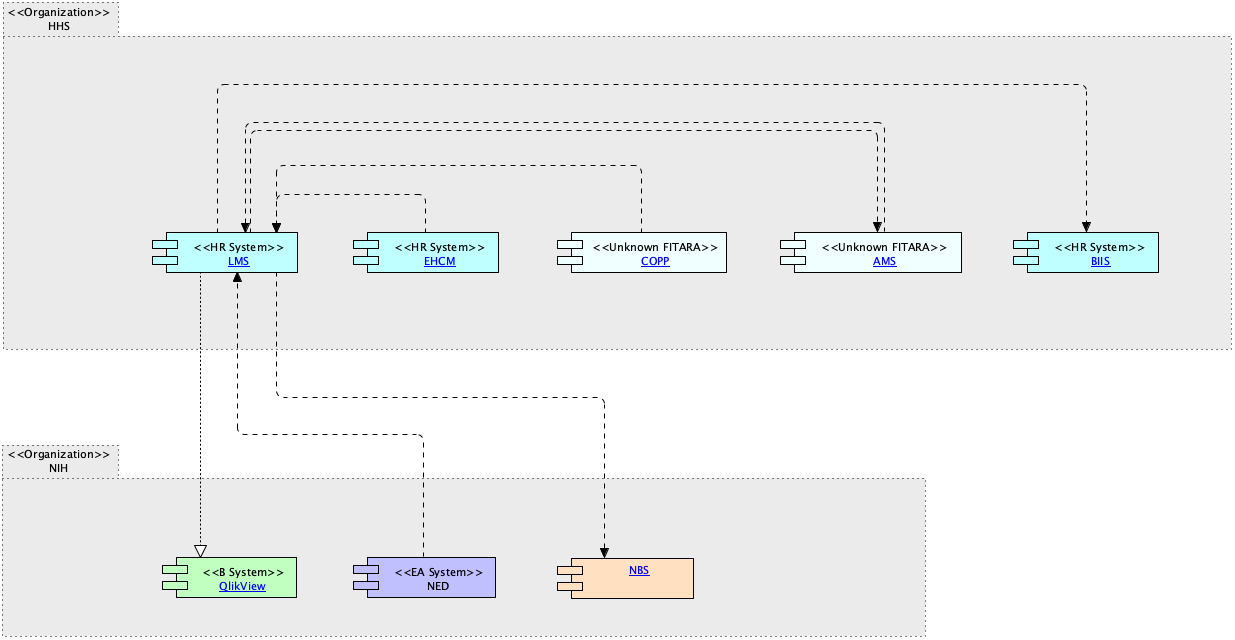 <<Organization>>
HHS
<<HR System>>
LMS
<<HR System>>
EHCM
<<Unknown FITARA>>
COPP
<<Unknown FITARA>>
AMS
<<HR System>>
BIIS
<<Organization>>
NIH
<<B System>>
QlikView
<<EA System>>
NED
NBS